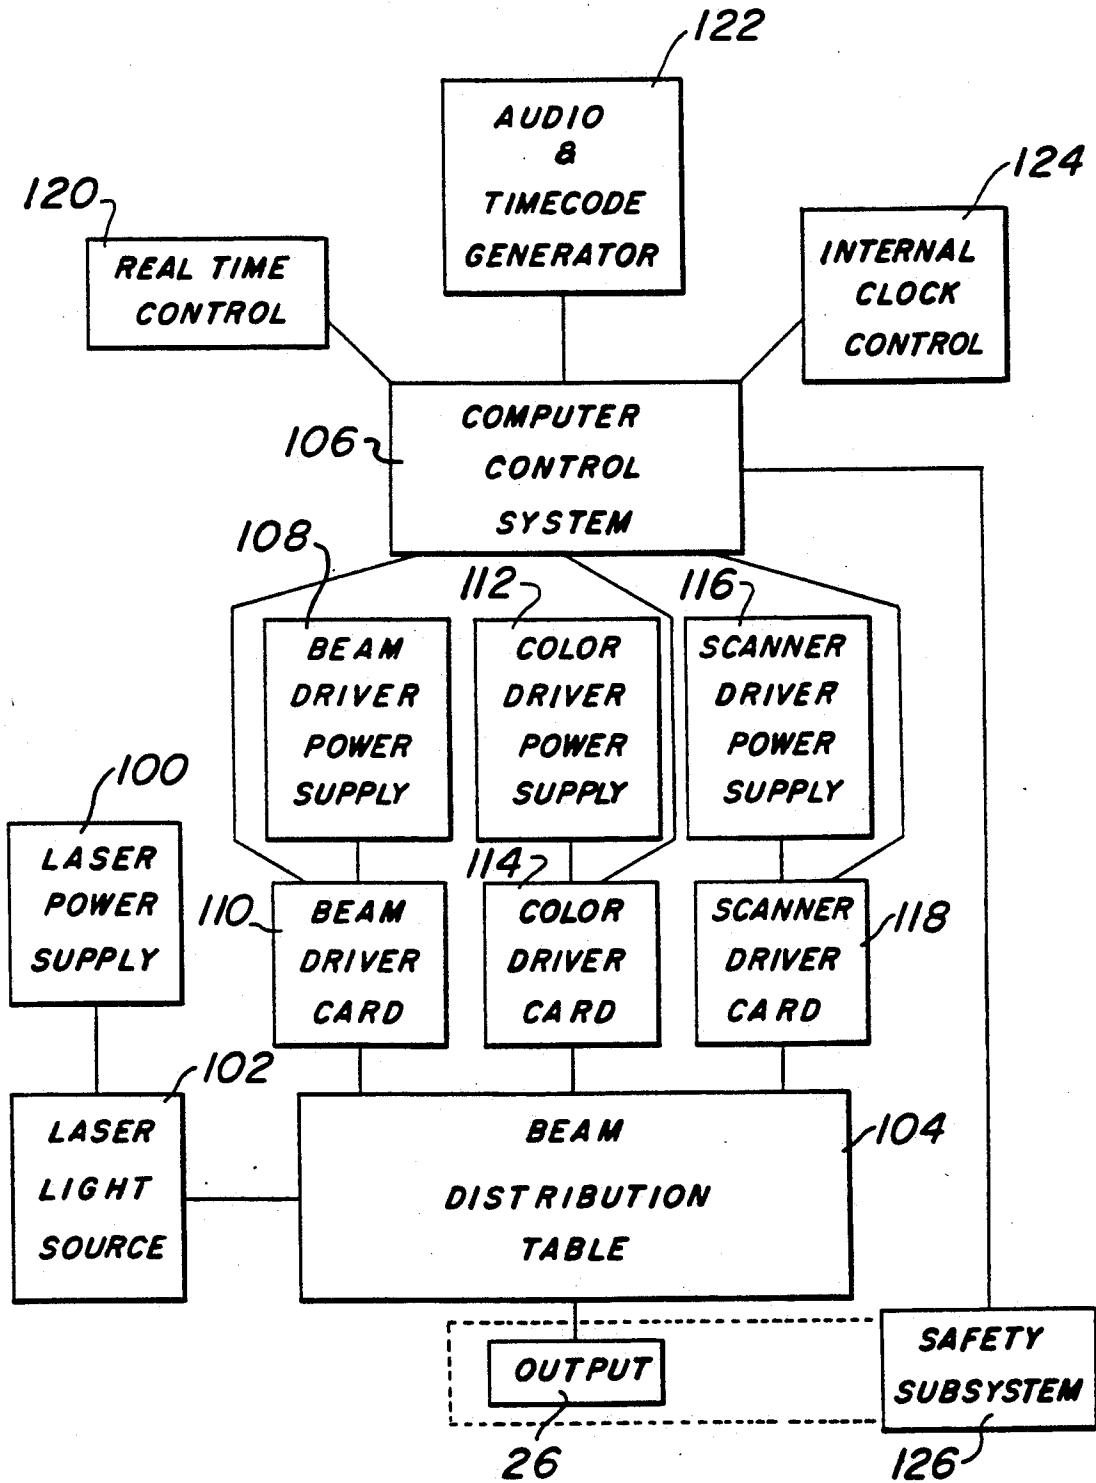 122
AUDIO
&
TIMECODE
GENERATOR
120
REAL TIME
CONTROL
124
INTERNAL
CLOCK
CONTROL
106
COMPUTER
CONTROL
SYSTEM
108
BEAM
DRIVER
POWER
SUPPLY
112
COLOR
DRIVER
POWER
SUPPLY
116
SCANNER
DRIVER
POWER
SUPPLY
100
LASER
POWER
SUPPLY
110
BEAM
DRIVER
CARD
114
COLOR
DRIVER
CARD
118
SCANNER
DRIVER
CARD
102
LASER
LIGHT
SOURCE
104
BEAM
DISTRIBUTION
TABLE
OUTPUT
26
SAFETY
SUBSYSTEM
126